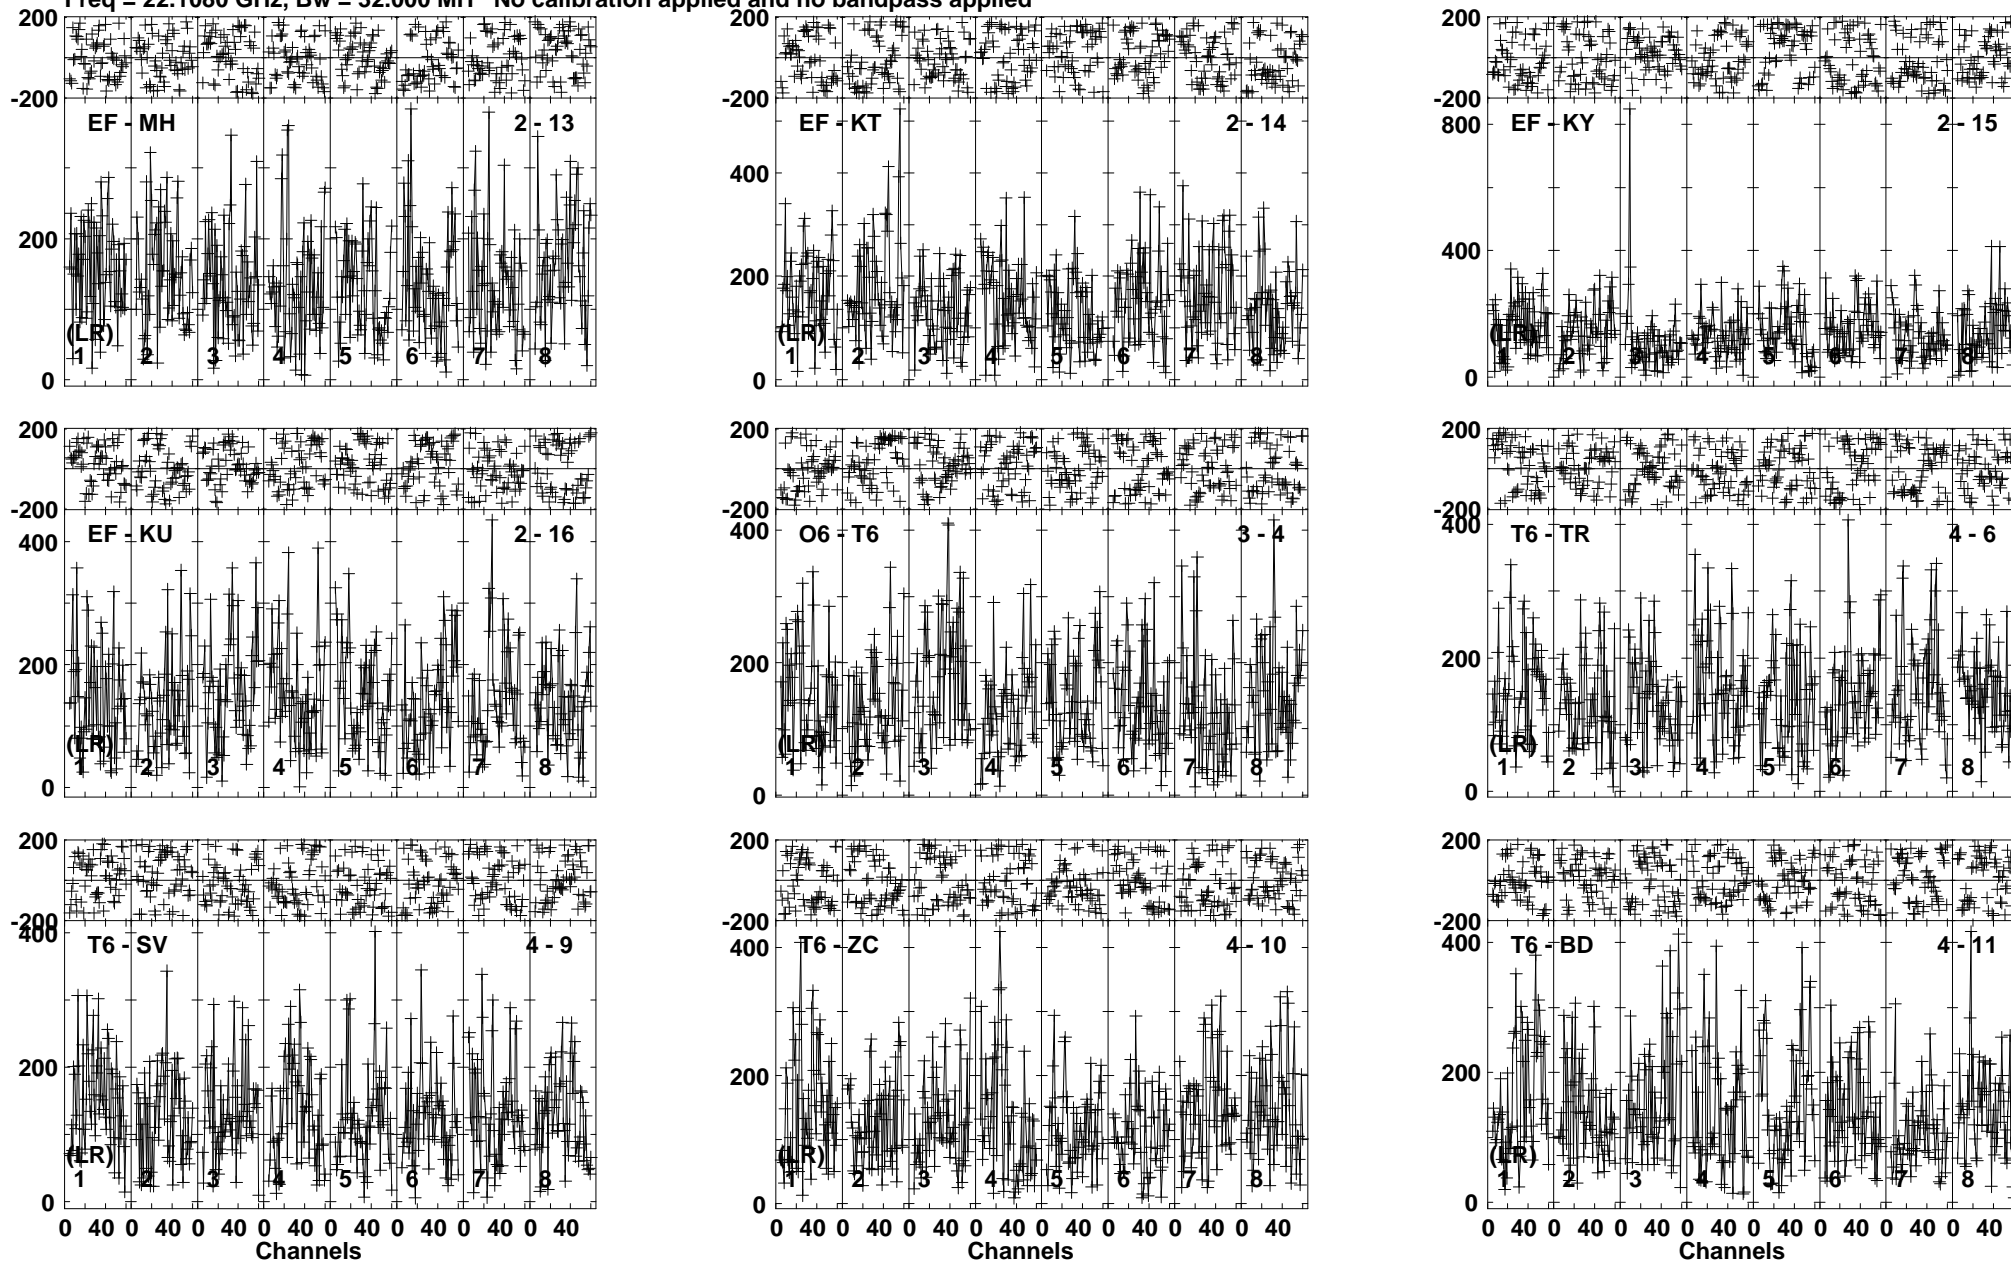 Freq = 22.1080 GHz, Bw = 32.000 MH No calibration applied and no bandpass applied
200 200 200
-200 -200 -200
EF - MH 2 - 13 EF - KT 2 - 14 EF - KY 2 - 15
800
400 400
200 200
(LR) (LR) (LR)
1 2 3 4 5 6 7 8 1 2 3 4 5 6 7 8 1 2 3 4 5 6 7 8
0 0 0
200 200 200
-200 -200 -200
EF - KU 2 - 16 O6 - T6 3 - 4 T6 - TR 4 - 6
400 400 400
200 200 200
(LR) (LR) (LR)
1 2 3 4 5 6 7 8 1 2 3 4 5 6 7 8 1 2 3 4 5 6 7 8
0 0 0
200 200 200
-200 -200 -200
T6 - SV 4 - 9 T6 - ZC 4 - 10 T6 - BD 4 - 11
400 400 400
200 200 200
(LR) (LR) (LR)
1 2 3 4 5 6 7 8 1 2 3 4 5 6 7 8 1 2 3 4 5 6 7 8
0 0 0
0 40 0 40 0 40 0 40 0 40 0 40 0 40 0 40 0 40 0 40 0 40 0 40 0 40 0 40 0 40 0 40 0 40 0 40 0 40 0 40 0 40 0 40 0 40 0 40
Channels Channels Channels